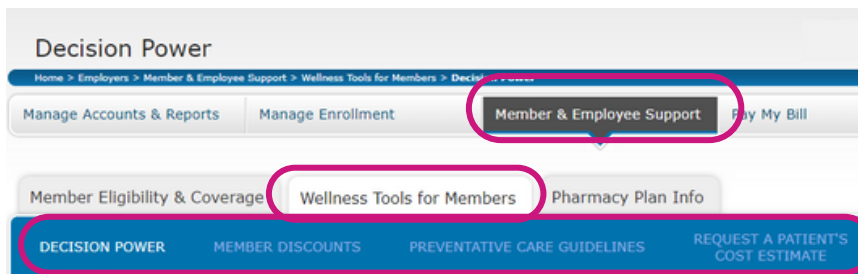 Decision Power
Home > Employers > Member & Employee Support > Wellness Tools for Members > Decision Power
Manage Accounts & Reports Manage Enrollment Member & Employee Support Pay My Bill
Member Eligibility & Coverage Wellness Tools for Members Pharmacy Plan Info
DECISION POWER MEMBER DISCOUNTS PREVENTATIVE CARE GUIDELINES REQUEST A PATIENT'S
COST ESTIMATE